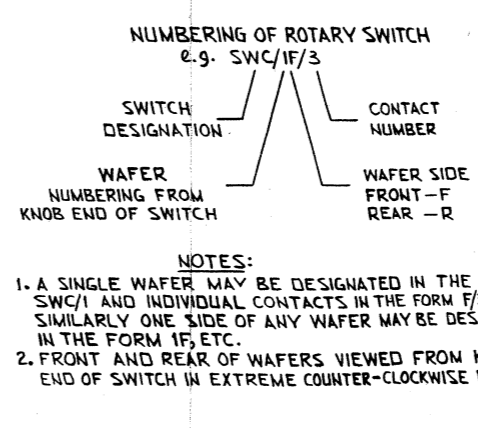 NUMBERING OF ROTARY SWITCH
e.g. SWC/1F/3
SWITCH
DESIGNATION
CONTACT
NUMBER
WAFER
NUMBERING FROM
KNOB END OF SWITCH
WAFER SIDE
FRONT-F
REAR -R
NOTES:
1. A SINGLE WAFER MAY BE DESIGNATED IN THE
SWC/1 AND INDIVIDUAL CONTACTS IN THE FORM F/
SIMILARLY ONE SIDE OF ANY WAFER MAY BE DES
IN THE FORM 1F, ETC.
2. FRONT AND REAR OF WAFERS VIEWED FROM
END OF SWITCH IN EXTREME COUNTER-CLOCKWISE